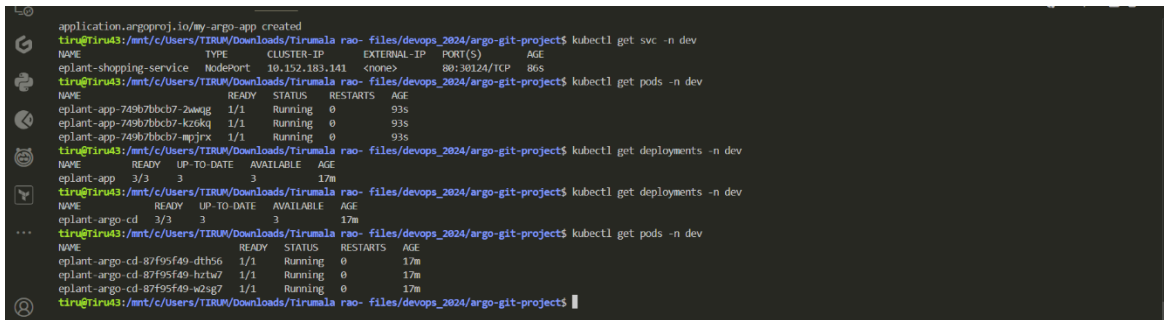 application.argoproj.io/my-argo-app created
tiru@Tiru43:/mnt/c/Users/TIRUM/Downloads/Tirumala rao- files/devops_2024/argo-git-project$ kubectl get svc -n dev
NAME TYPE CLUSTER-IP EXTERNAL-IP PORT(S) AGE
eplant-shopping-service NodePort 10.152.183.141 <none> 80:30124/TCP 86s
tiru@Tiru43:/mnt/c/Users/TIRUM/Downloads/Tirumala rao- files/devops_2024/argo-git-project$ kubectl get pods -n dev
NAME READY STATUS RESTARTS AGE
eplant-app-749b7bbcb7-2wwqg 1/1 Running 0 93s
eplant-app-749b7bbcb7-kz6kq 1/1 Running 0 93s
eplant-app-749b7bbcb7-mpjrx 1/1 Running 0 93s
tiru@Tiru43:/mnt/c/Users/TIRUM/Downloads/Tirumala rao- files/devops_2024/argo-git-project$ kubectl get deployments -n dev
NAME READY UP-TO-DATE AVAILABLE AGE
eplant-app 3/3 3 3 17m
tiru@Tiru43:/mnt/c/Users/TIRUM/Downloads/Tirumala rao- files/devops_2024/argo-git-project$ kubectl get deployments -n dev
NAME READY UP-TO-DATE AVAILABLE AGE
eplant-argo-cd 3/3 3 3 17m
tiru@Tiru43:/mnt/c/Users/TIRUM/Downloads/Tirumala rao- files/devops_2024/argo-git-project$ kubectl get pods -n dev
NAME READY STATUS RESTARTS AGE
eplant-argo-cd-87f95f49-dth56 1/1 Running 0 17m
eplant-argo-cd-87f95f49-hztw7 1/1 Running 0 17m
eplant-argo-cd-87f95f49-w2sg7 1/1 Running 0 17m
tiru@Tiru43:/mnt/c/Users/TIRUM/Downloads/Tirumala rao- files/devops_2024/argo-git-project$